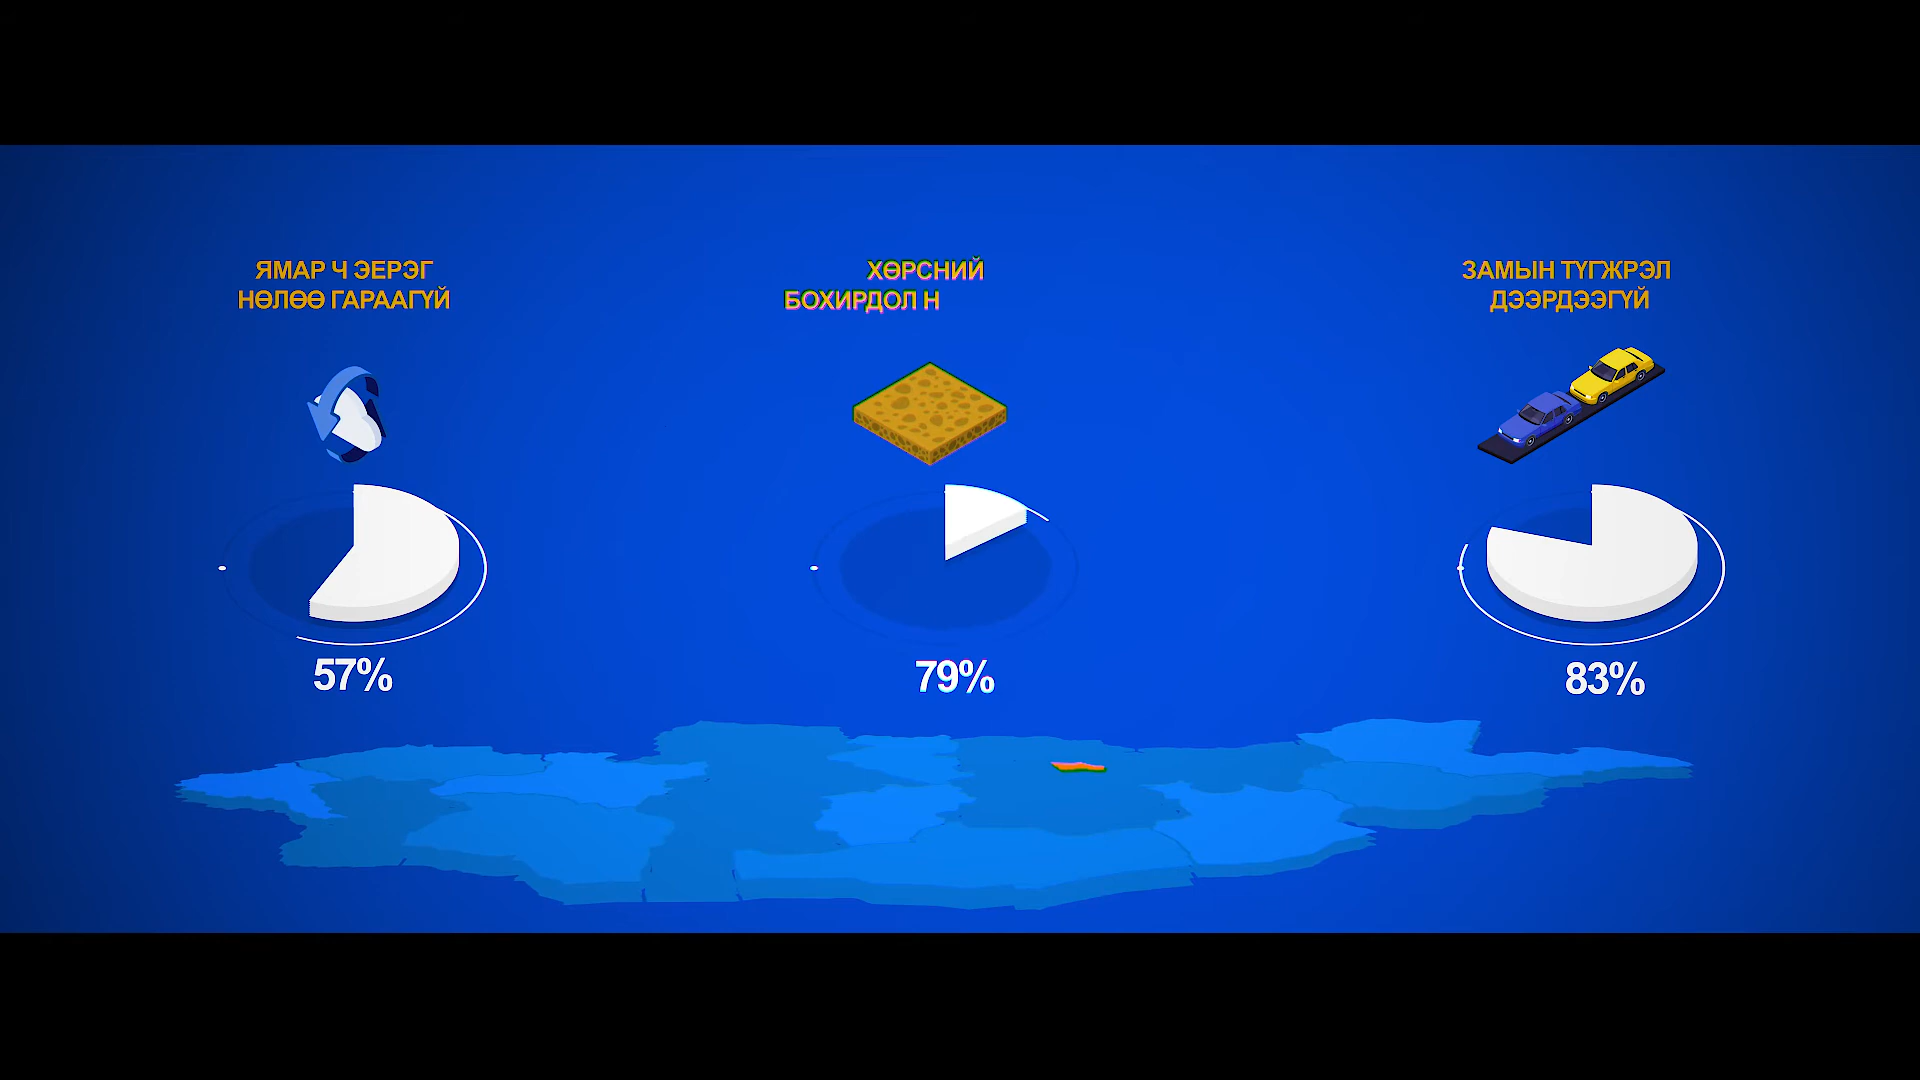 ЯМАР Ч ЭЕРЭГ
НӨЛӨӨ ГАРААГҮЙ
57%
ХӨРСНИЙ
БОХИРДОЛ Н
79%
ЗАМЫН ТҮГЖРЭЛ
ДЭЭРДЭЭГҮЙ
83%